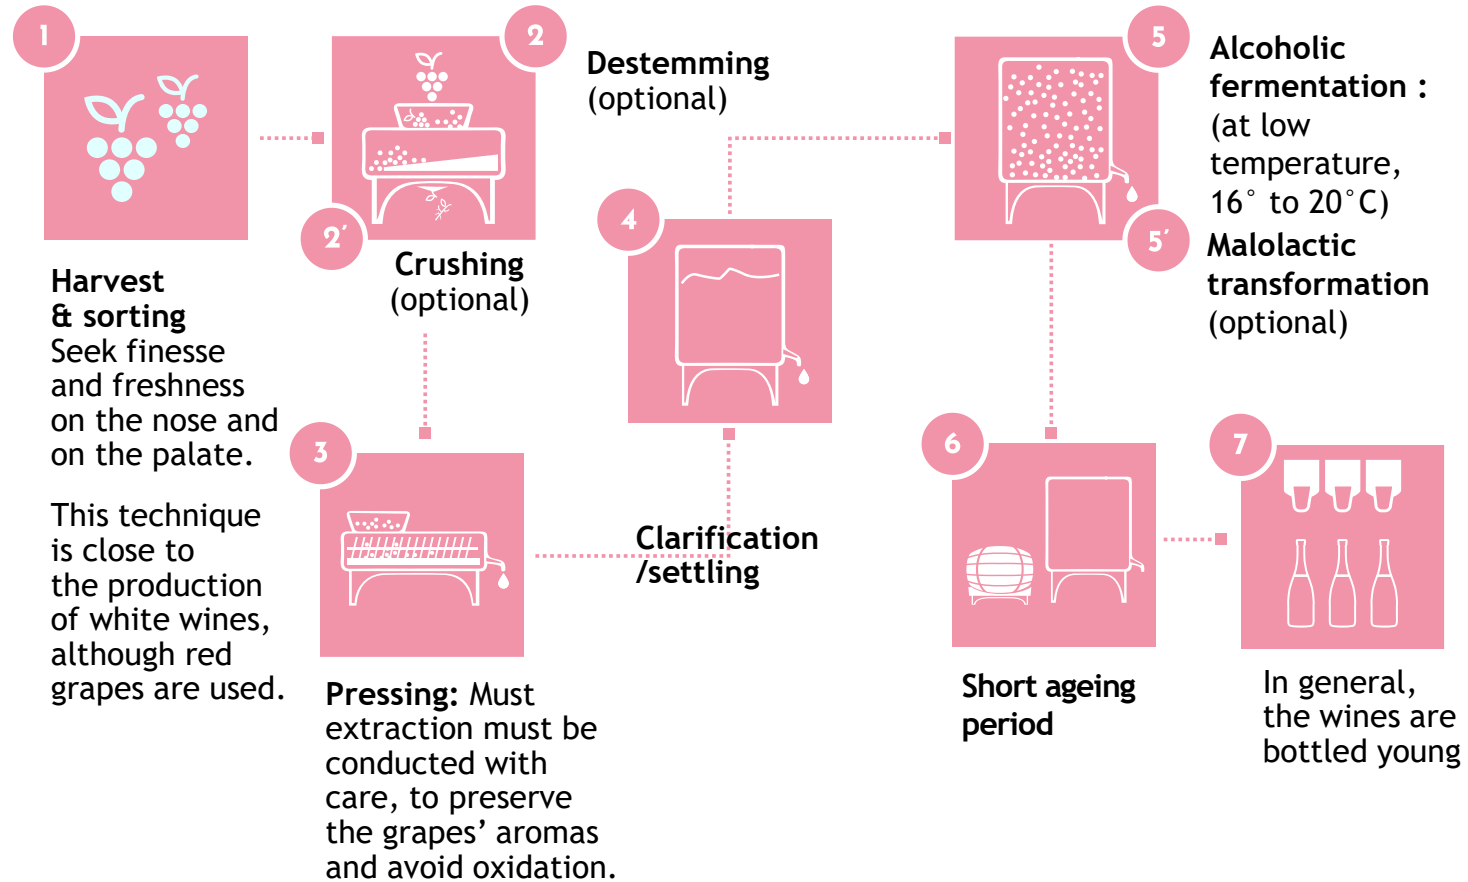 1
Harvest
& sorting
Seek finesse
and freshness
on the nose and
on the palate.
This technique
is close to
the production
of white wines,
although red
grapes are used.
2
Destemming
(optional)
2′
Crushing
(optional)
3
Pressing: Must
extraction must be
conducted with
care, to preserve
the grapes’ aromas
and avoid oxidation.
4
Clarification
/settling
5
Alcoholic
fermentation :
(at low
temperature,
16° to 20°C)
5′
Malolactic
transformation
(optional)
6
Short ageing
period
7
In general,
the wines are
bottled young